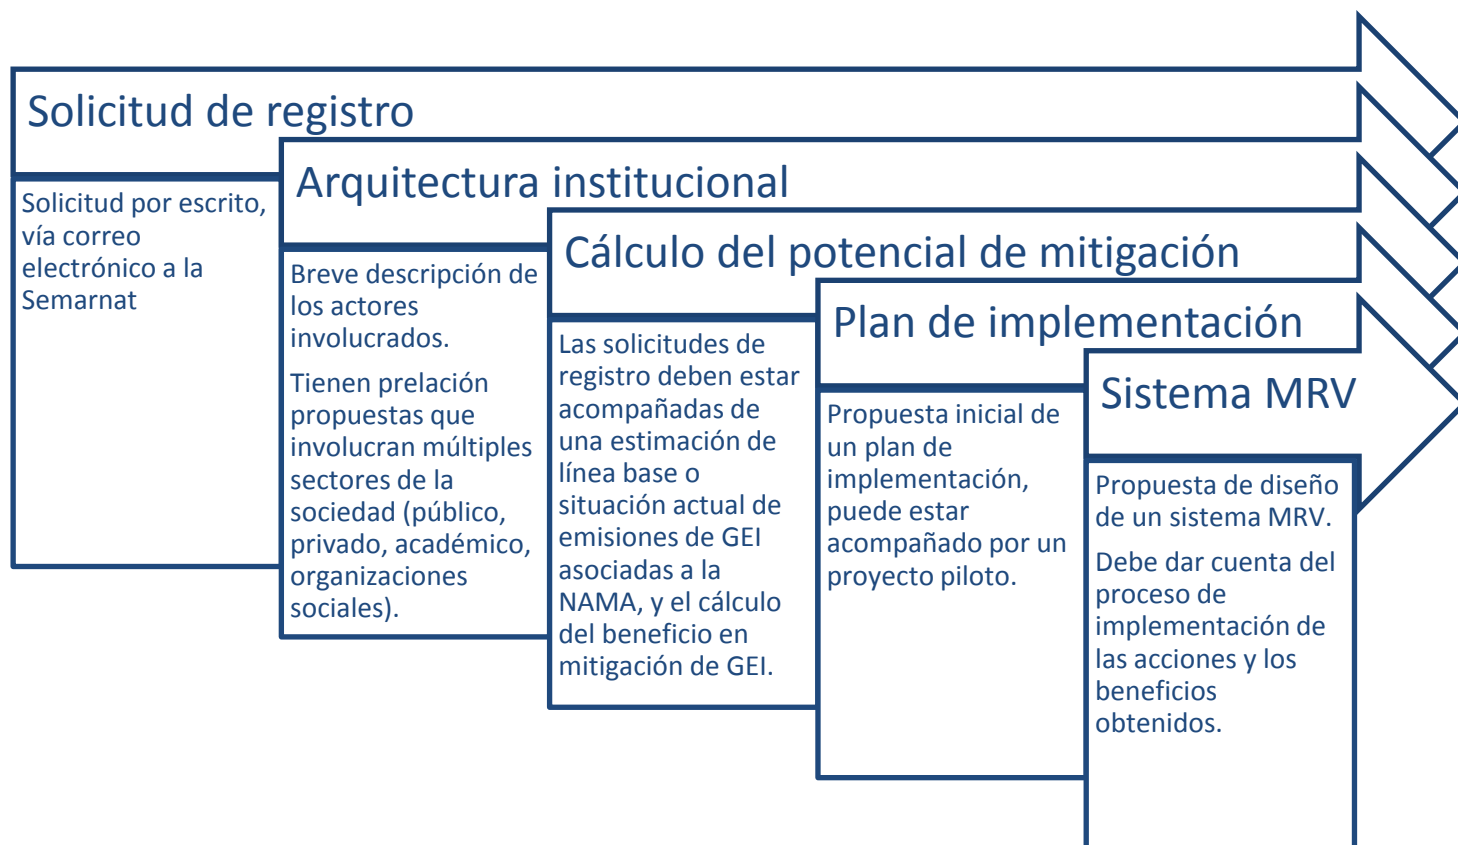 Solicitud de registro
Solicitud por escrito,
vía correo
electrónico a la
Semarnat
Arquitectura institucional
Breve descripción de
los actores
involucrados.
Tienen prelación
propuestas que
involucran múltiples
sectores de la
sociedad (público,
privado, académico,
organizaciones
sociales).
Cálculo del potencial de mitigación
Las solicitudes de
registro deben estar
acompañadas de
una estimación de
línea base o
situación actual de
emisiones de GEI
asociadas a la
NAMA, y el cálculo
del beneficio en
mitigación de GEI.
Plan de implementación
Propuesta inicial de
un plan de
implementación,
puede estar
acompañado por un
proyecto piloto.
Sistema MRV
Propuesta de diseño
de un sistema MRV.
Debe dar cuenta del
proceso de
implementación de
las acciones y los
beneficios
obtenidos.